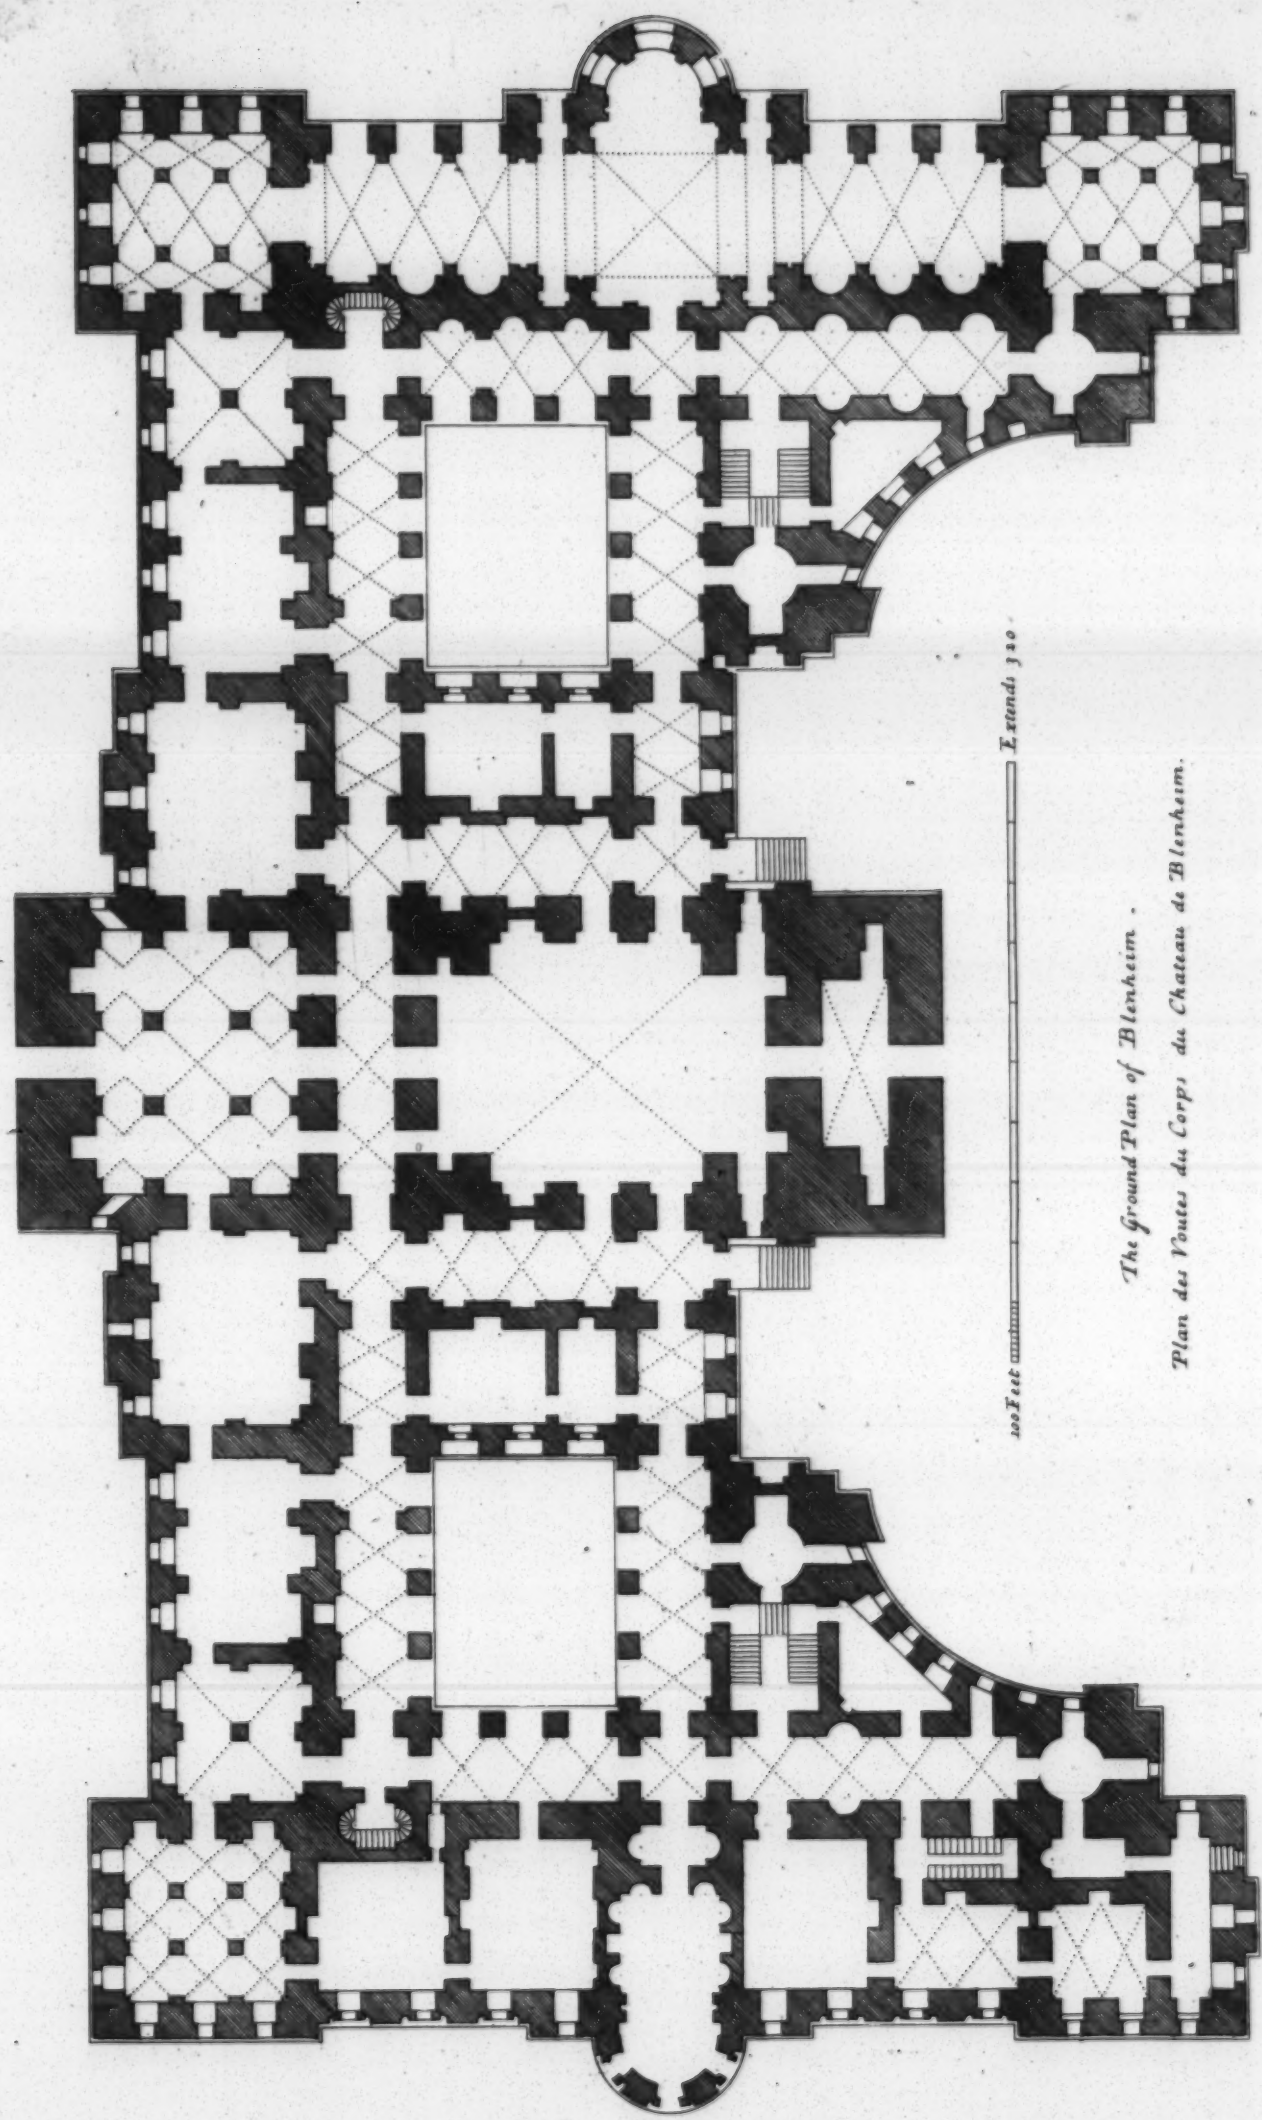 The Ground Plan of Blenheim.
Plan des Voutes du Corps du Chateau de Blenheim.
100 Feet
Extends 320